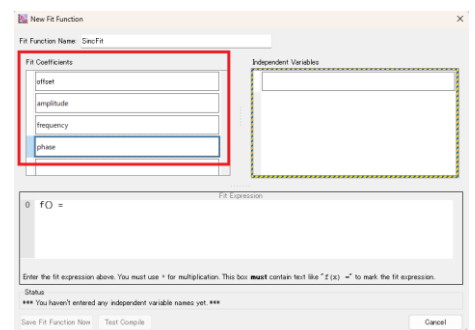 New Fit Function
Fit Function Name: SincFit
Fit Coefficients
Independent Variables
offset
amplitude
frequency
phase
Fit Expression
0 f() =
Enter the fit expression above. You must use * for multiplication. This box must contain text like "f(x) =" to mark the fit expression.
Status
*** You haven't entered any independent variable names yet. ***
Save Fit Function Now
Test Compile
Cancel